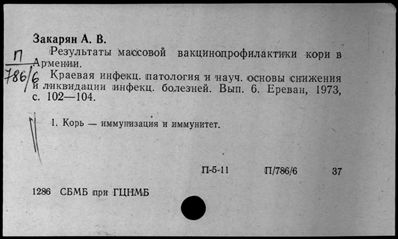 Закарян А. В.
Результаты массовой вакцинопрофилактики кори в
Армении.
П
786/6
Краевая инфекц. патология и науч. основы снижения
и ликвидации инфекц. болезней. Вып. 6. Ереван, 1973,
с. 102—104.
1. Корь — иммунизация и иммунитет.
П-5-11 П/786/6 37
1286 СБМБ при ГЦНМБ